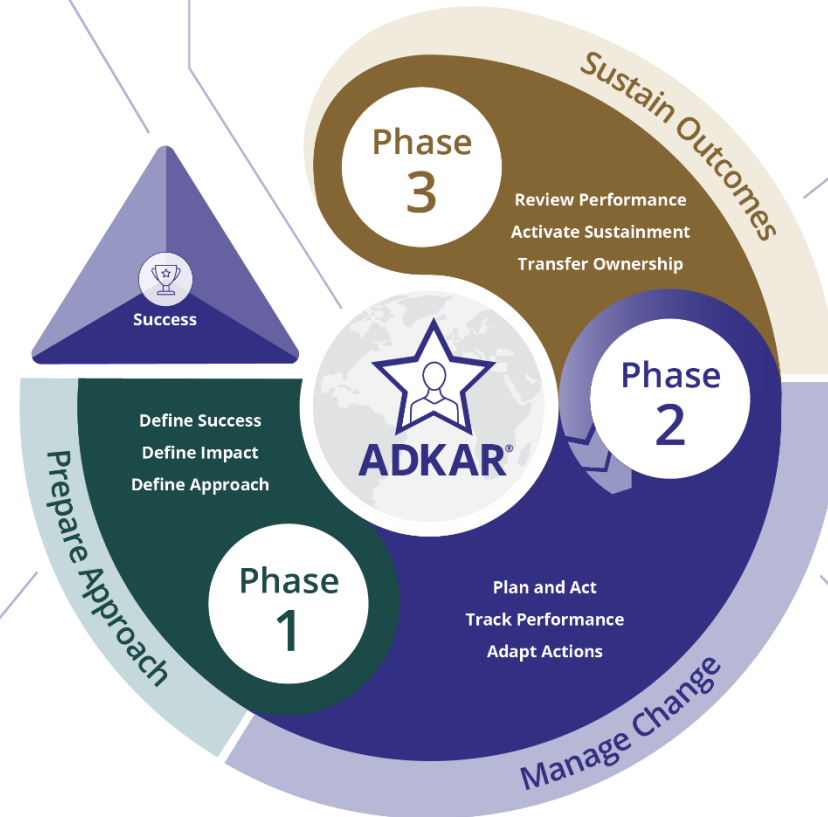 Success
Prepare Approach
Define Success
Define Impact
Define Approach
Phase
1
Manage Change
Phase
2
Plan and Act
Track Performance
Adapt Actions
Sustain Outcomes
Phase
3
Review Performance
Activate Sustainment
Transfer Ownership
ADKAR®